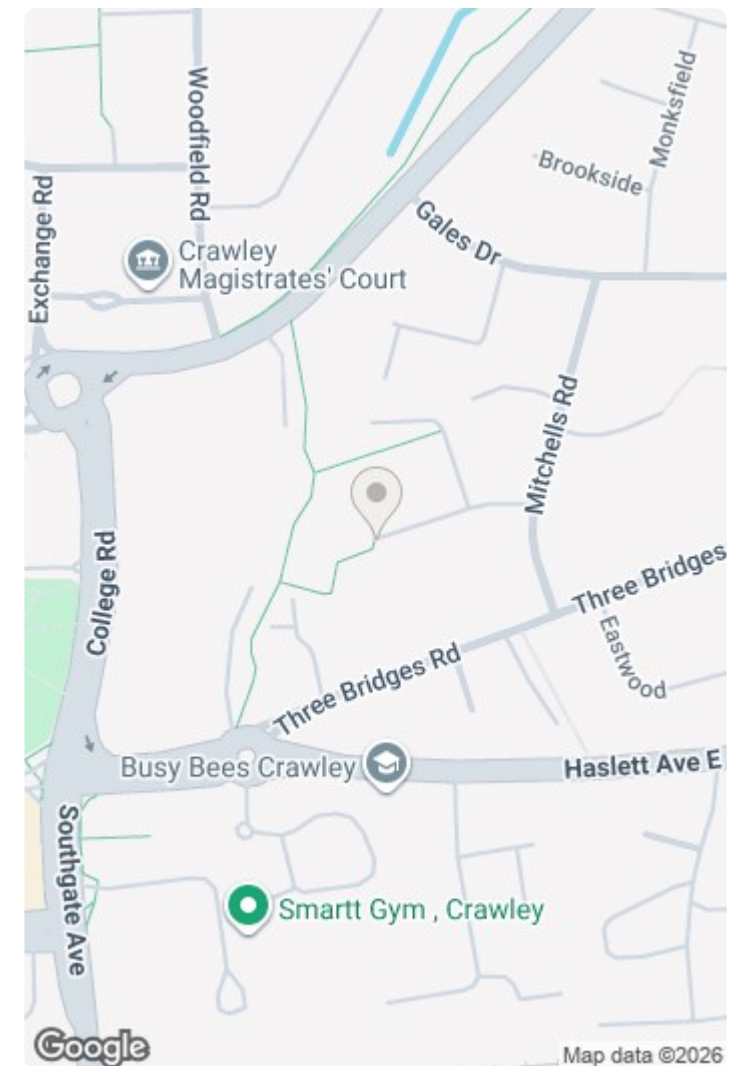 Woodfield Rd
Monksfield
Brookside
Exchange Rd
Gales Dr
Crawley
Magistrates' Court
Mitchells Rd
College Rd
Three Bridges
Eastwood
Three Bridges Rd
Busy Bees Crawley
Haslett Ave E
Southgate Ave
Smartt Gym , Crawley
Google
Map data ©2026